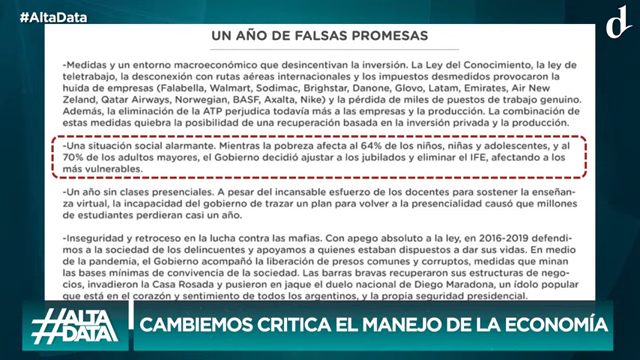 #AltaData
d
UN AÑO DE FALSAS PROMESAS
-Medidas y un entorno macroeconómico que desincentivan la inversión. La Ley del Conocimiento, la ley de
teletrabajo, la desconexión con rutas aéreas internacionales y los impuestos desmedidos provocaron la
huida de empresas (Falabella, Walmart, Sodimac, Brighstar, Danone, Glovo, Latam, Emirates, Air New
Zeland, Qatar Airways, Norwegian, BASF, Axalta, Nike) y la pérdida de miles de puestos de trabajo genuino.
Además, la eliminación de la ATP perjudica todavía más a las empresas y la producción. La combinación de
estas medidas quiebra la posibilidad de una recuperación basada en la inversión privada y la producción.
-Una situación social alarmante. Mientras la pobreza afecta al 64% de los niños, niñas y adolescentes, y al
70% de los adultos mayores, el Gobierno decidió ajustar a los jubilados y eliminar el IFE, afectando a los
más vulnerables.
-Un año sin clases presenciales. A pesar del incansable esfuerzo de los docentes para sostener la enseñan-
za virtual, la incapacidad del gobierno de trazar un plan para volver a la presencialidad causó que millones
de estudiantes perdieran casi un año.
-Inseguridad y retroceso en la lucha contra las mafias. Con apego absoluto a la ley, en 2016-2019 defendi-
mos a la sociedad de los delincuentes y apoyamos a quienes estaban dispuestos a dar sus vidas. En medio
de la pandemia, el Gobierno acompañó la liberación de presos comunes y corruptos, medidas que minan
las bases mínimas de convivencia de la sociedad. Las barras bravas recuperaron sus estructuras de nego-
cios, invadieron la Casa Rosada y pusieron en jaque el duelo nacional de Diego Maradona, un ídolo popular
que está en el corazón y sentimiento de todos los argentinos, y la propia seguridad presidencial.
#ALTA
DATA
CAMBIEMOS CRITICA EL MANEJO DE LA ECONOMÍA